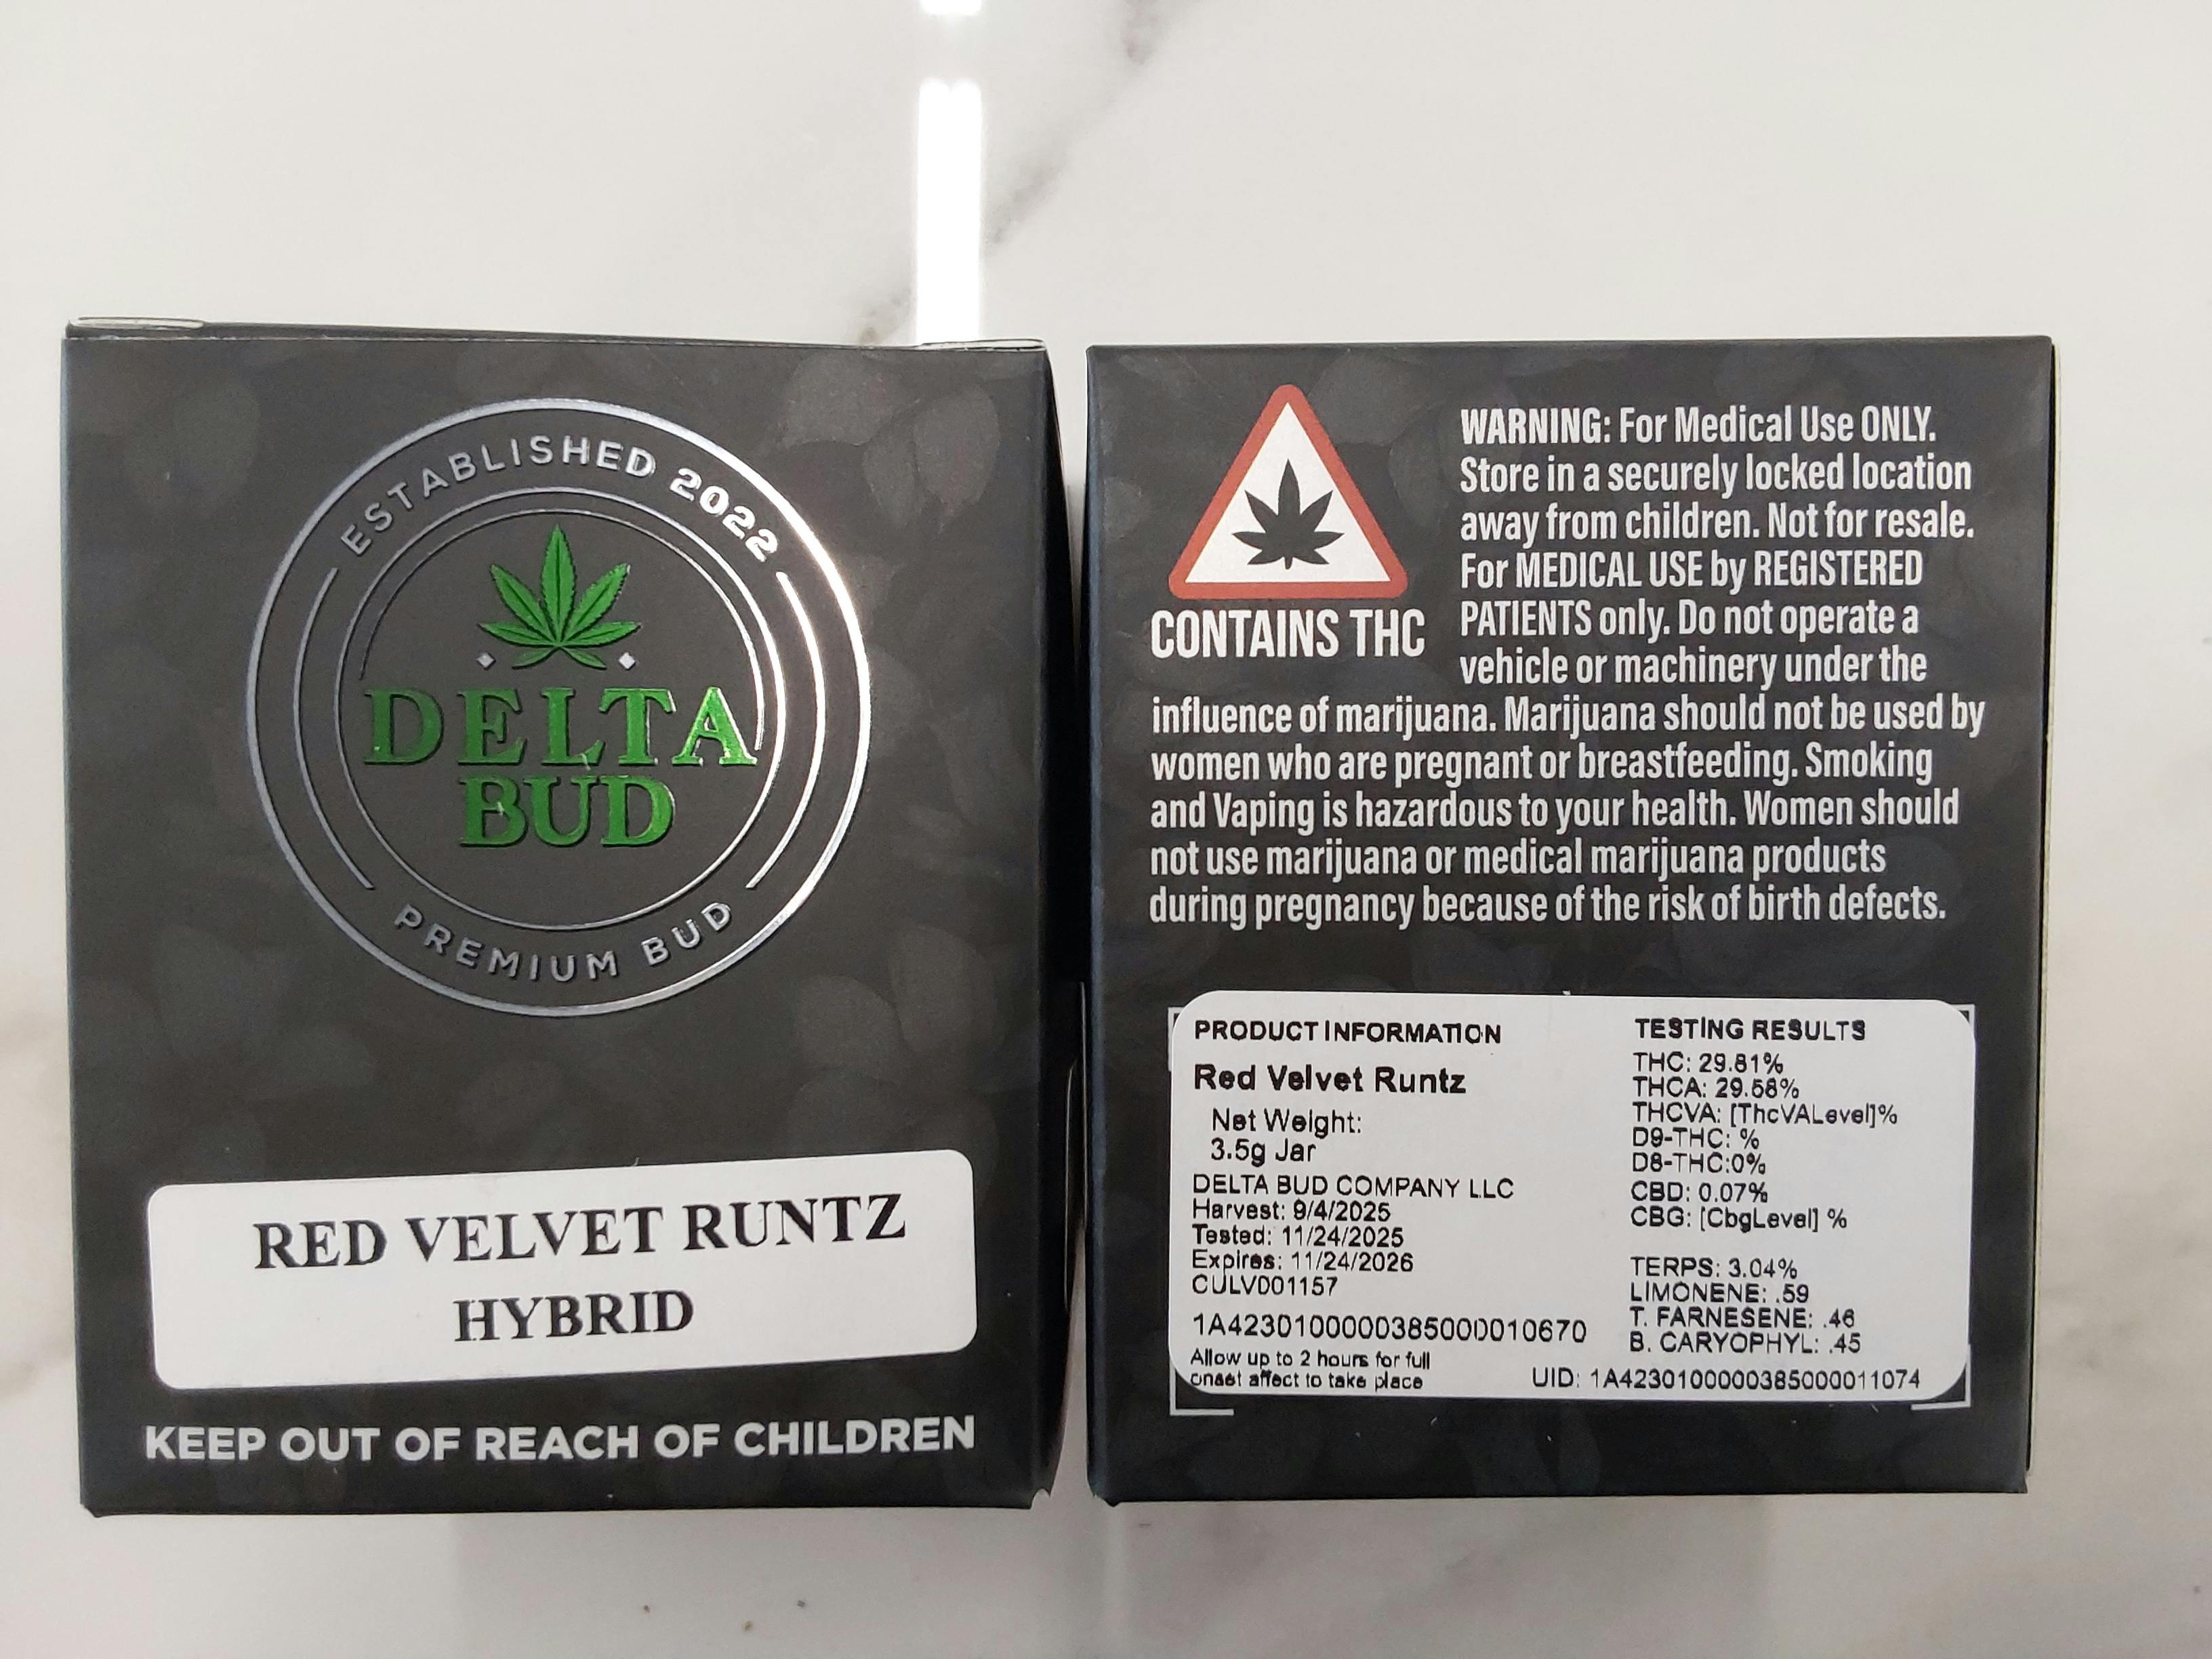 ESTABLISHED 2022
DELTA
BUD
PREMIUM BUD
RED VELVET RUNTZ
HYBRID
KEEP OUT OF REACH OF CHILDREN
CONTAINS THC
WARNING: For Medical Use ONLY.
Store in a securely locked location
away from children. Not for resale.
For MEDICAL USE by REGISTERED
PATIENTS only. Do not operate a
vehicle or machinery under the
influence of marijuana. Marijuana should not be used by
women who are pregnant or breastfeeding. Smoking
and Vaping is hazardous to your health. Women should
not use marijuana or medical marijuana products
during pregnancy because of the risk of birth defects.
PRODUCT INFORMATION
Red Velvet Runtz
Net Weight:
3.5g Jar
DELTA BUD COMPANY LLC
Harvest: 9/4/2025
Tested: 11/24/2025
Expires: 11/24/2026
CULV001157
1A4230100000385000010670
Allow up to 2 hours for full
onset affect to take place
TESTING RESULTS
THC: 29.81%
THCA: 29.58%
THCVA: [ThcVALevel]%
D9-THC: %
D8-THC:0%
CBD: 0.07%
CBG: [CbgLevel] %
TERPS: 3.04%
LIMONENE: .59
T. FARNESENE: .46
B. CARYOPHYL: .45
UID: 1A4230100000385000011074